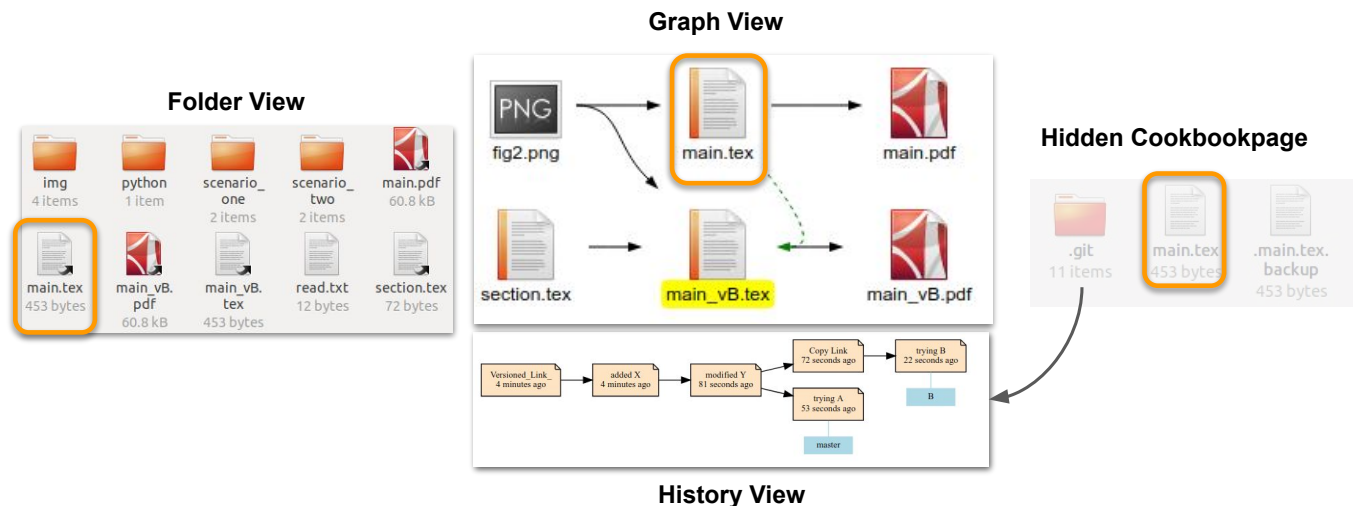 Graph View
Folder View
img
4 items
python
1 item
scenario_
one
2 items
scenario_
two
2 items
main.pdf
60.8 kB
main.tex
453 bytes
main_vB.
pdf
60.8 kB
main_vB.
tex
453 bytes
read.txt
12 bytes
section.tex
72 bytes
PNG
fig2.png
main.tex
main.pdf
section.tex
main_vB.tex
main_vB.pdf
Hidden Cookbookpage
.git
11 items
main.tex
453 bytes
.main.tex.
backup
453 bytes
Versioned_Link_
4 minutes ago
added X
4 minutes ago
modified Y
81 seconds ago
Copy Link
72 seconds ago
trying B
22 seconds ago
B
trying A
53 seconds ago
master
History View